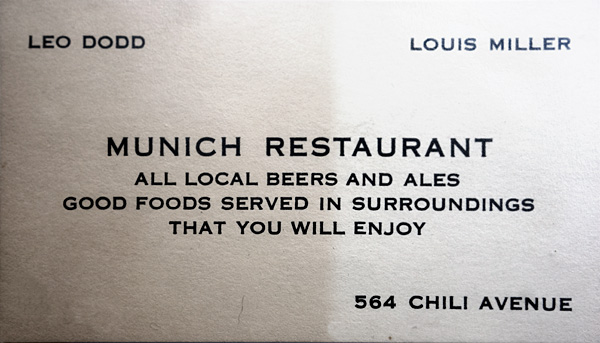 LEO DODD
LOUIS MILLER
MUNICH RESTAURANT
ALL LOCAL BEERS AND ALES
GOOD FOODS SERVED IN SURROUNDINGS
THAT YOU WILL ENJOY
564 CHILI AVENUE